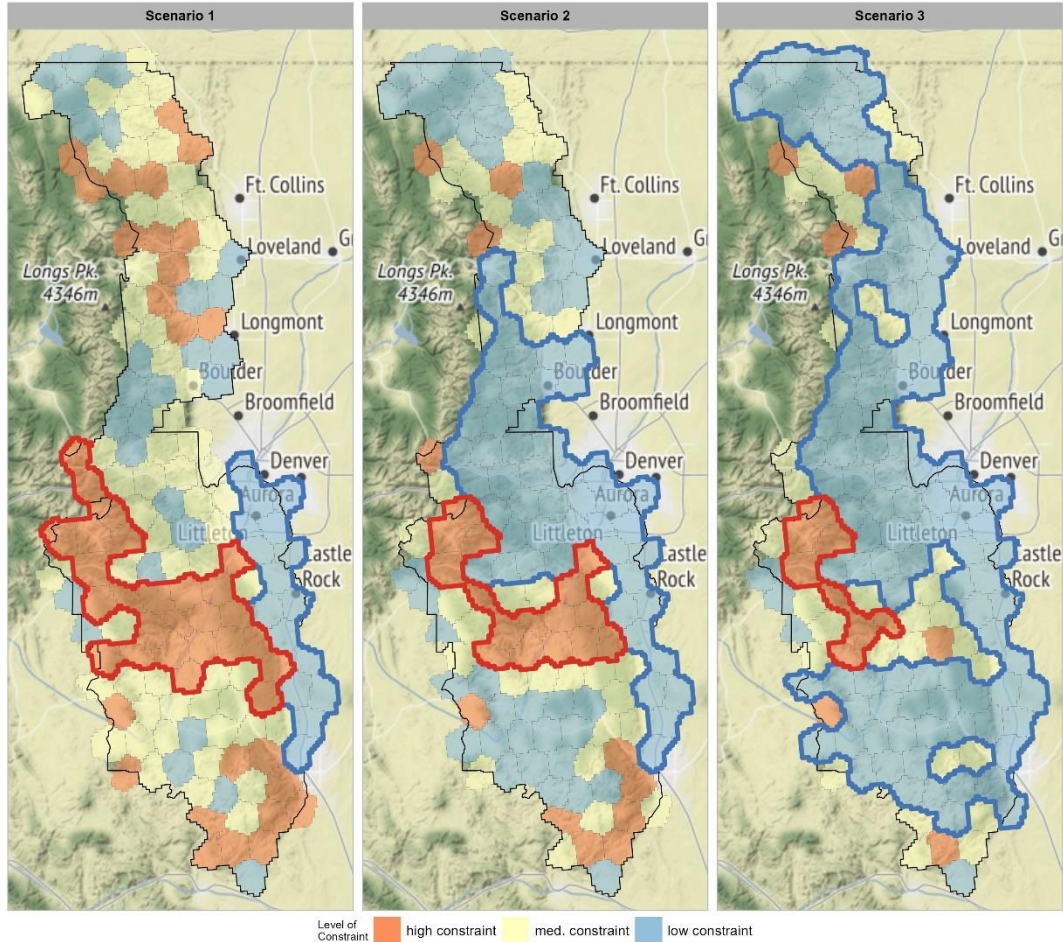 Scenario 1
Scenario 2
Scenario 3
Ft. Collins
Loveland
Gr
Longs Pk.
4346m
Longmont
Boulder
Broomfield
Denver
Aurora
Littleton
Castle
Rock
Ft. Collins
Loveland
Gr
Longs Pk.
4346m
Longmont
Boulder
Broomfield
Denver
Aurora
Littleton
Castle
Rock
Ft. Collins
Loveland
Longs Pk.
4346m
Longmont
Boulder
Broomfield
Denver
Aurora
Littleton
Castle
Rock
Level of
Constraint
high constraint
med. constraint
low constraint